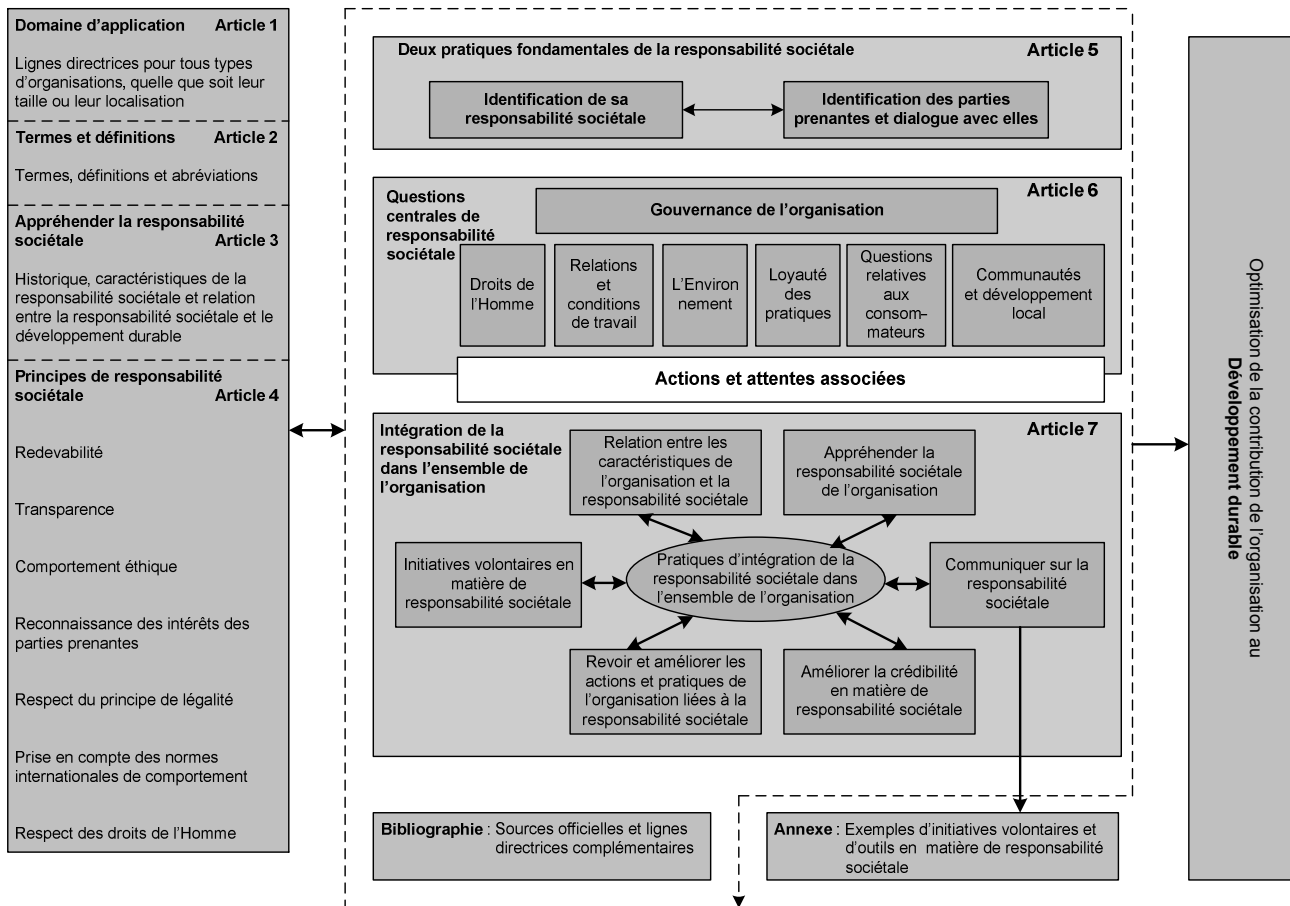 Domaine d’application Article 1
Lignes directrices pour tous types
d’organisations, quelle que soit leur
taille ou leur localisation
Termes et définitions Article 2
Termes, définitions et abréviations
Appréhender la responsabilité
sociétale Article 3
Historique, caractéristiques de la
responsabilité sociétale et relation
entre la responsabilité sociétale et le
développement durable
Principes de responsabilité
sociétale Article 4
Redevabilité
Transparence
Comportement éthique
Reconnaissance des intérêts des
parties prenantes
Respect du principe de légalité
Prise en compte des normes
internationales de comportement
Respect des droits de l’Homme
Deux pratiques fondamentales de la responsabilité sociétale Article 5
Identification de sa
responsabilité sociétale
Identification des parties
prenantes et dialogue avec elles
Questions
centrales de
responsabilité
sociétale
Article 6
Gouvernance de l’organisation
Droits de
l’Homme
Relations
et
conditions
de travail
L’Environ
nement
Loyauté
des
pratiques
Questions
relatives
aux
consom–
mateurs
Communautés
et développement
local
Actions et attentes associées
Intégration de la
responsabilité sociétale
dans l’ensemble de
l’organisation
Article 7
Relation entre les
caractéristiques de
l’organisation et la
responsabilité sociétale
Appréhender la
responsabilité sociétale
de l’organisation
Initiatives volontaires en
matière de
responsabilité sociétale
Pratiques d’intégration de la
responsabilité sociétale dans
l’ensemble de l’organisation
Communiquer sur la
responsabilité
sociétale
Revoir et améliorer les
actions et pratiques de
l’organisation liées à la
responsabilité sociétale
Améliorer la crédibilité
en matière de
responsabilité sociétale
Bibliographie : Sources officielles et lignes
directrices complémentaires
Annexe : Exemples d’initiatives volontaires et
d’outils en matière de responsabilité
sociétale
Optimisation de la contribution de l’organisation au
Développement durable